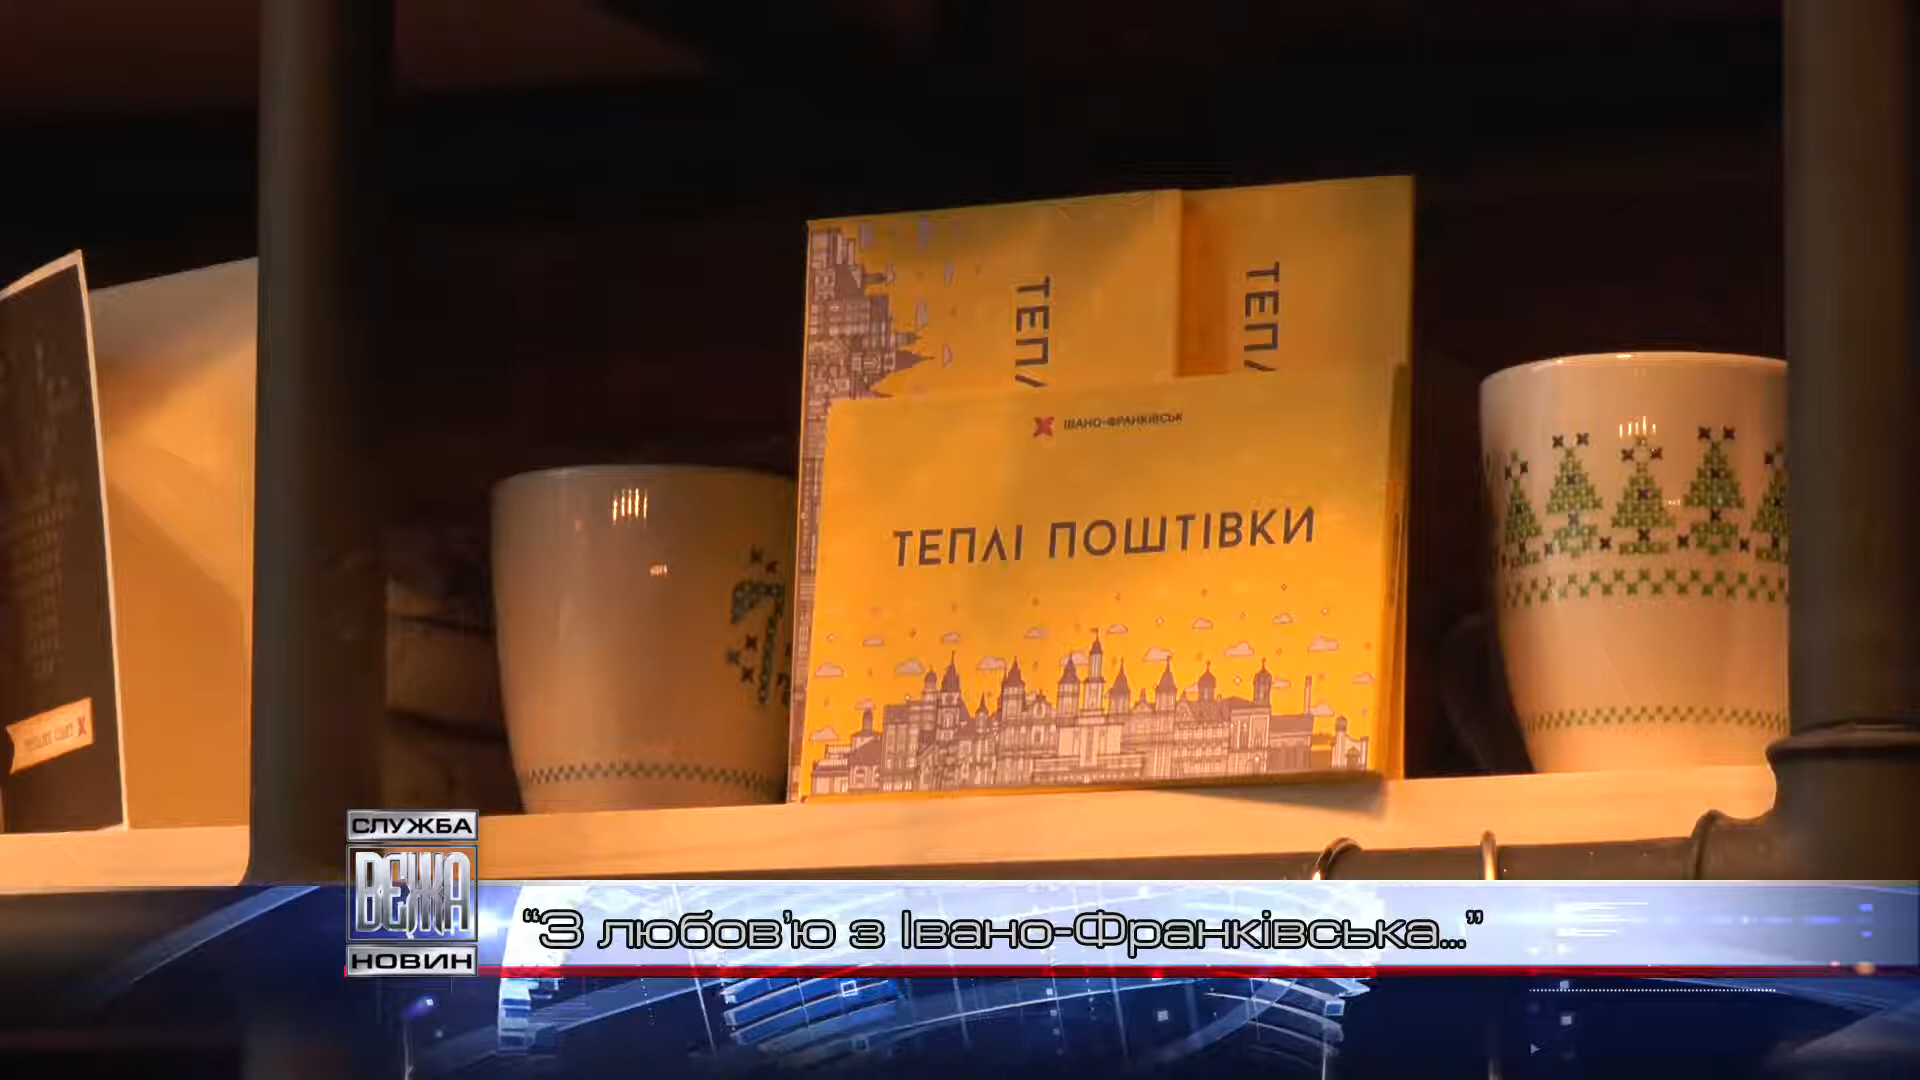 ТЕПЛ
ТЕПЛ
ІВАНО-ФРАНКІВСЬК
ТЕПЛІ ПОШТІВКИ
СЛУЖБА
ВЕЖА
НОВИН
“З любов’ю з Івано-Франківська...”